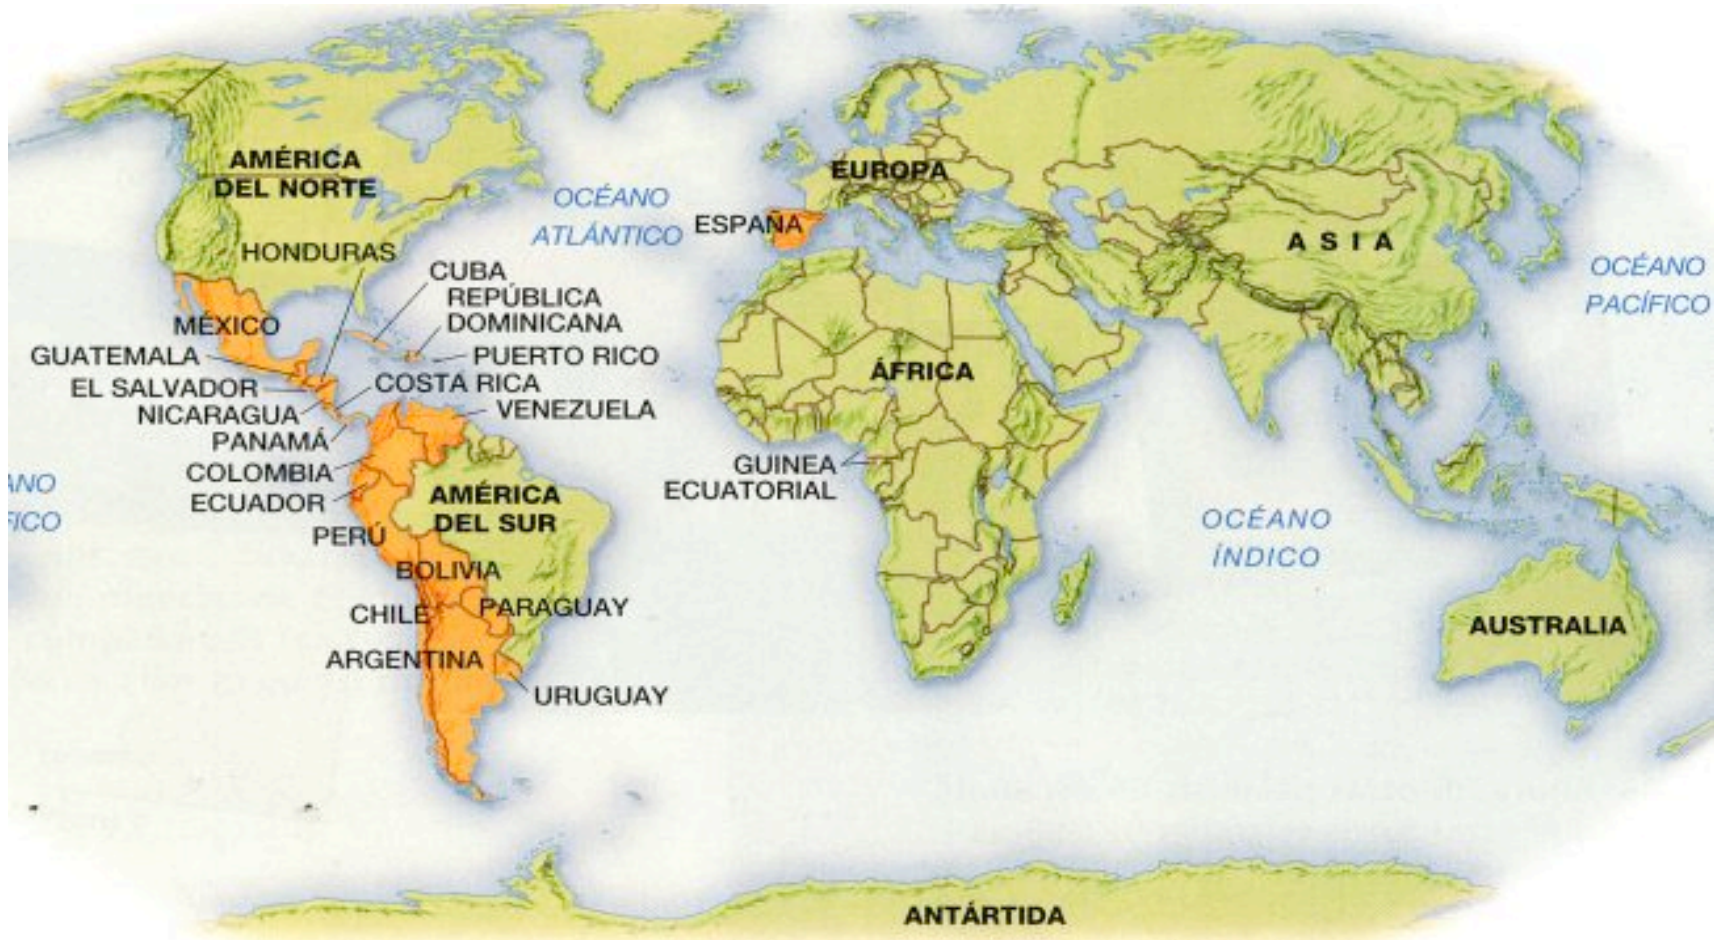 AMÉRICA
DEL NORTE
HONDURAS
CUBA
REPÚBLICA
DOMINICANA
MÉXICO
GUATEMALA
PUERTO RICO
EL SALVADOR
COSTA RICA
NICARAGUA
VENEZUELA
PANAMÁ
COLOMBIA
ECUADOR
AMÉRICA
DEL SUR
PERÚ
BOLIVIA
CHILE
PARAGUAY
ARGENTINA
URUGUAY
OCÉANO
ATLÁNTICO
ESPAÑA
EUROPA
ÁFRICA
GUINEA
ECUATORIAL
ASIA
OCÉANO
PACÍFICO
OCÉANO
ÍNDICO
AUSTRALIA
ANTÁRTIDA
ANO
FICO